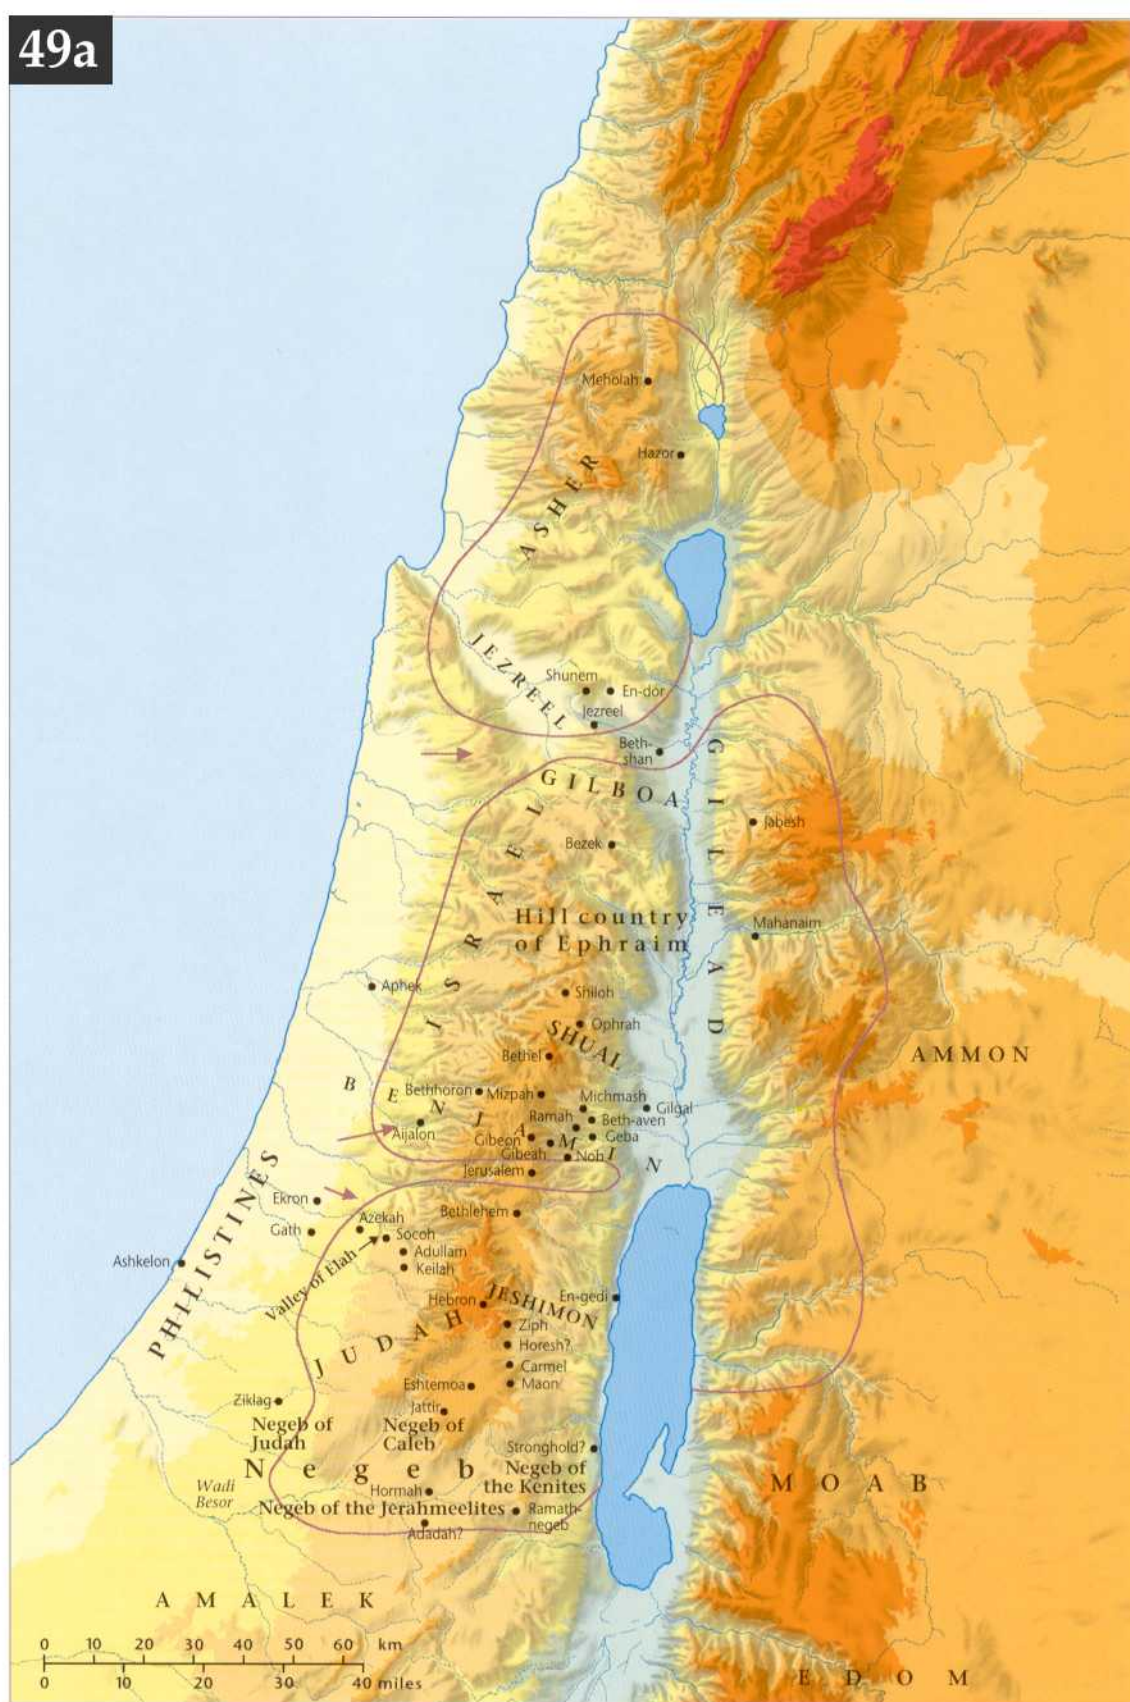 49a
Meholah
Hazor
ASHER
JEZREEL
Shunem
En-dor
Jezreel
Beth-
shan
GILBOA
GILEAD
Jabesh
ISRAEL
Bezek
Hill country
of Ephraim
Mahanaim
Aphek
Shiloh
Ophrah
SHUAL
Bethel
AMMON
BENJAMIN
Bethhoron
Mizpah
Michmash
Gilgal
Ramah
Beth-aven
Aijalon
Gibeon
Geba
Gibeah
Nob
Jerusalem
PHILISTINES
Ekron
Azekah
Bethlehem
Gath
Socoh
Adullam
Ashkelon
Keilah
Valley of Elah
En-gedi
Hebron
JESHIMON
Ziph
JUDAH
Horesh?
Carmel
Eshtemoa
Maon
Ziklag
Jattir
Negeb of
Judah
Negeb of
Caleb
Stronghold?
Negeb
Negeb of
the Kenites
MOAB
Wadi
Besor
Hormah
Negeb of the Jerahmeelites
Ramath-
negeb
Adadah?
AMALEK
0 10 20 30 40 50 60 km
0 10 20 30 40 miles
EDOM